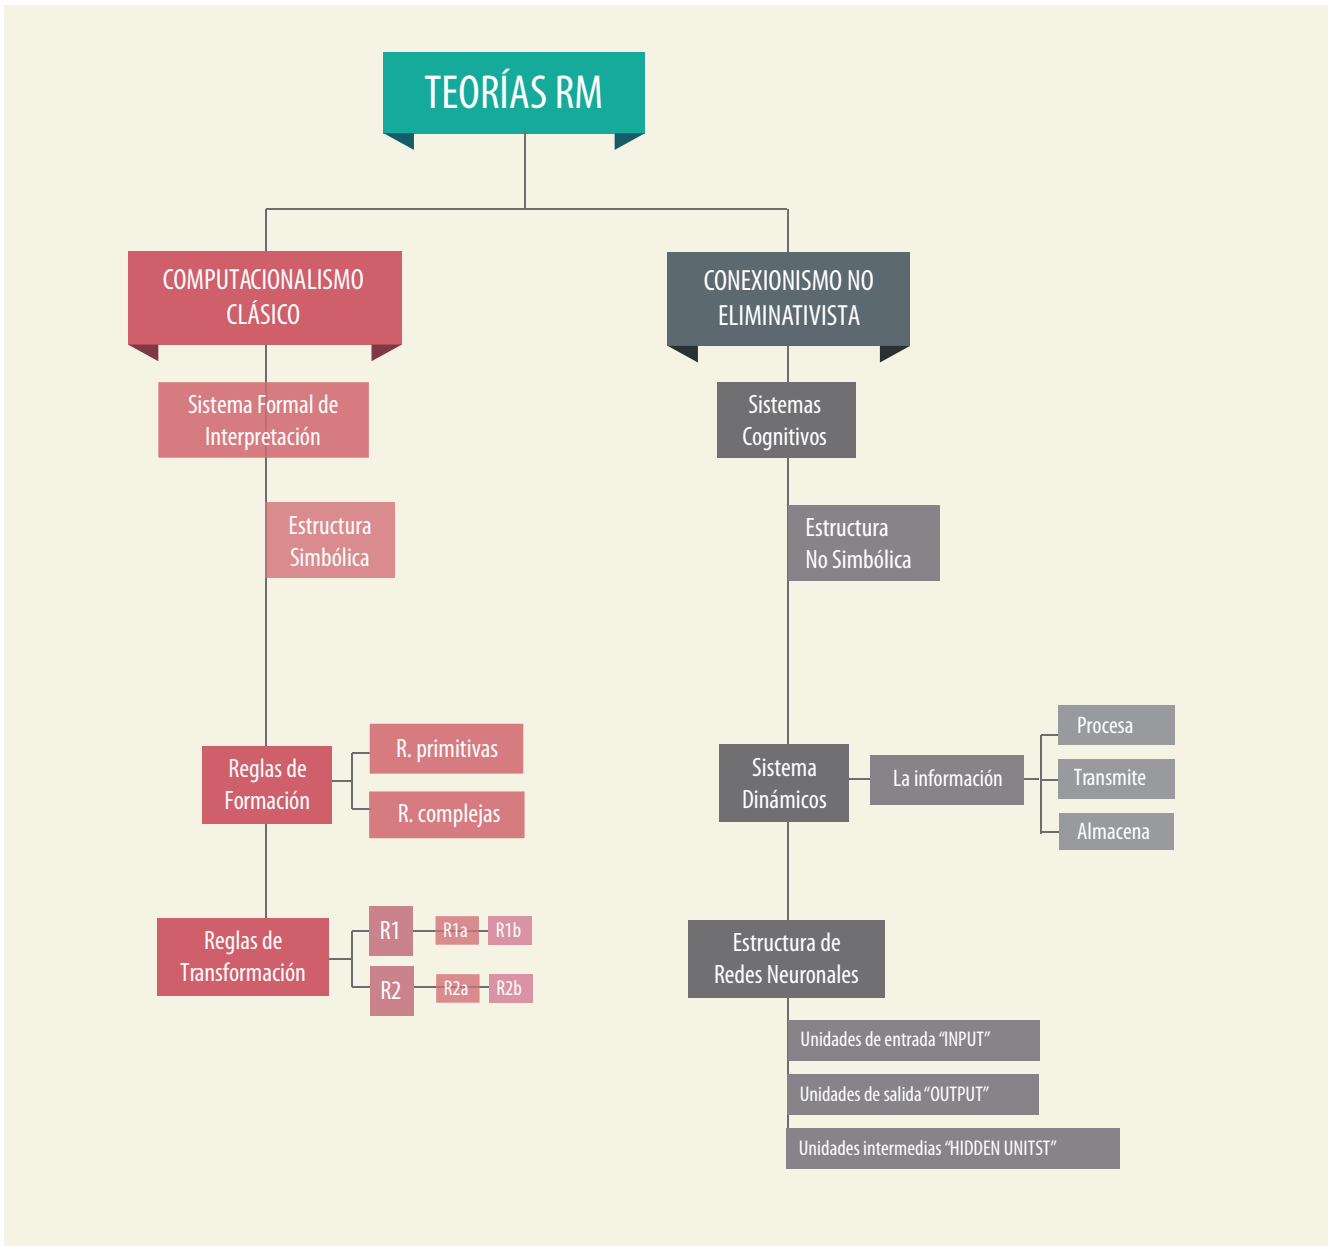 TEORÍAS RM
COMPUTACIONALISMO
CLÁSICO
Sistema Formal de
Interpretación
Estructura
Simbólica
Reglas de
Formación
R. primitivas
R. complejas
Reglas de
Transformación
R1
R1a
R1b
R2
R2a
R2b
CONEXIONISMO NO
ELIMINATIVISTA
Sistemas
Cognitivos
Estructura
No Simbólica
Sistema
Dinámicos
La información
Procesa
Transmite
Almacena
Estructura de
Redes Neuronales
Unidades de entrada “INPUT”
Unidades de salida “OUTPUT”
Unidades intermedias “HIDDEN UNITST”